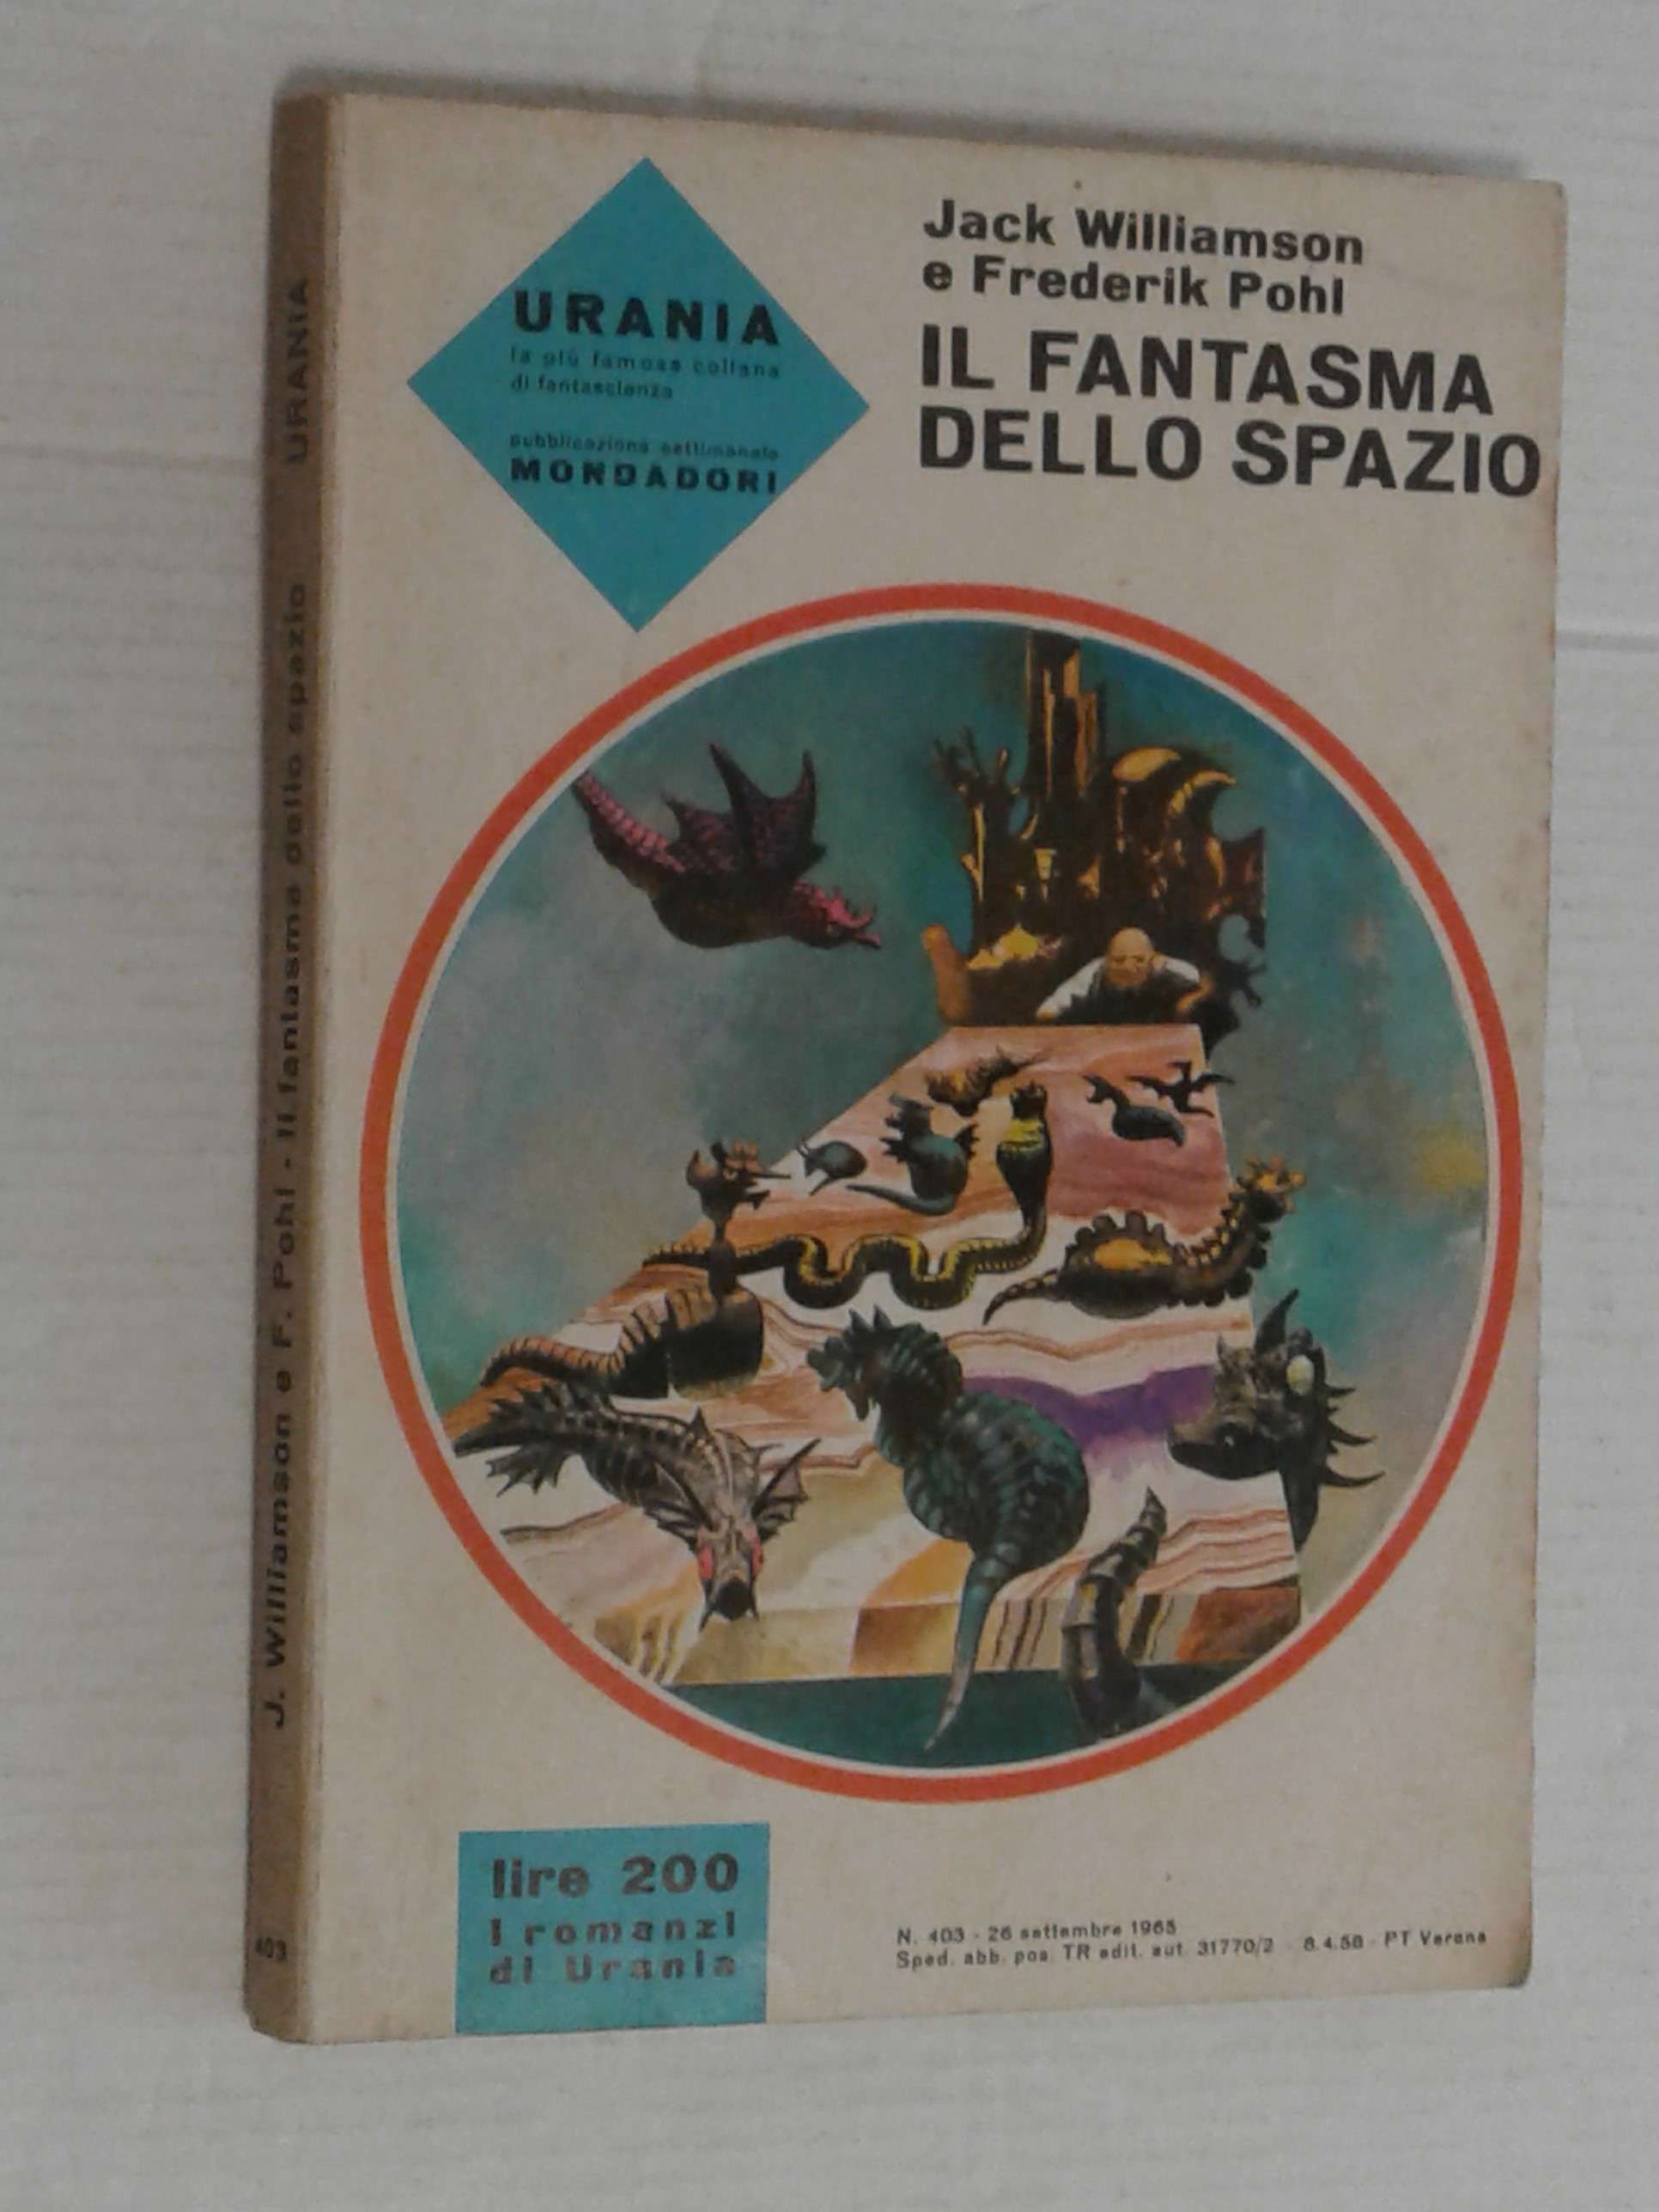 URANIA
la più famosa collana
di fantascienza
pubblicazione settimanale
MONDADORI
Jack Williamson
e Frederik Pohl
IL FANTASMA
DELLO SPAZIO
lire 200
I romanzi
di Urania
N. 403 - 26 settembre 1965
Sped. abb. pos. TR edit. aut. 31770/2 - 8.4.58 - PT Verona
J. Williamson e F. Pohl - Il fantasma dello spazio URANIA
403